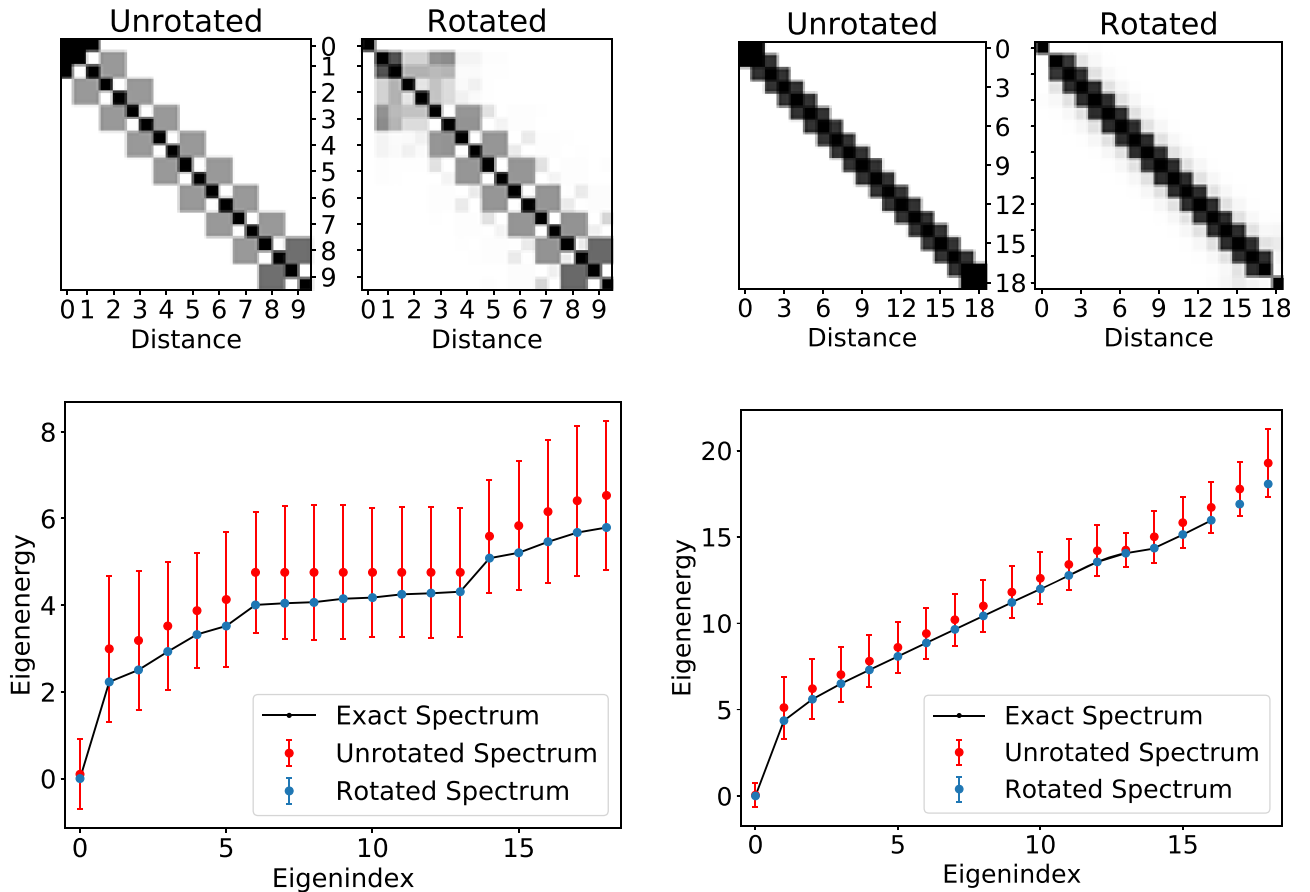 Unrotated Rotated
0
1
2
3
4
5
6
7
8
9
0 1 2 3 4 5 6 7 8 9 0 1 2 3 4 5 6 7 8 9
Distance Distance
Unrotated Rotated
0
3
6
9
12
15
18
0 3 6 9 12 15 18 0 3 6 9 12 15 18
Distance Distance
8
6
4
2
0
Eigenenergy
Exact Spectrum
Unrotated Spectrum
Rotated Spectrum
0 5 10 15
Eigenindex
20
15
10
5
0
Eigenenergy
Exact Spectrum
Unrotated Spectrum
Rotated Spectrum
0 5 10 15
Eigenindex